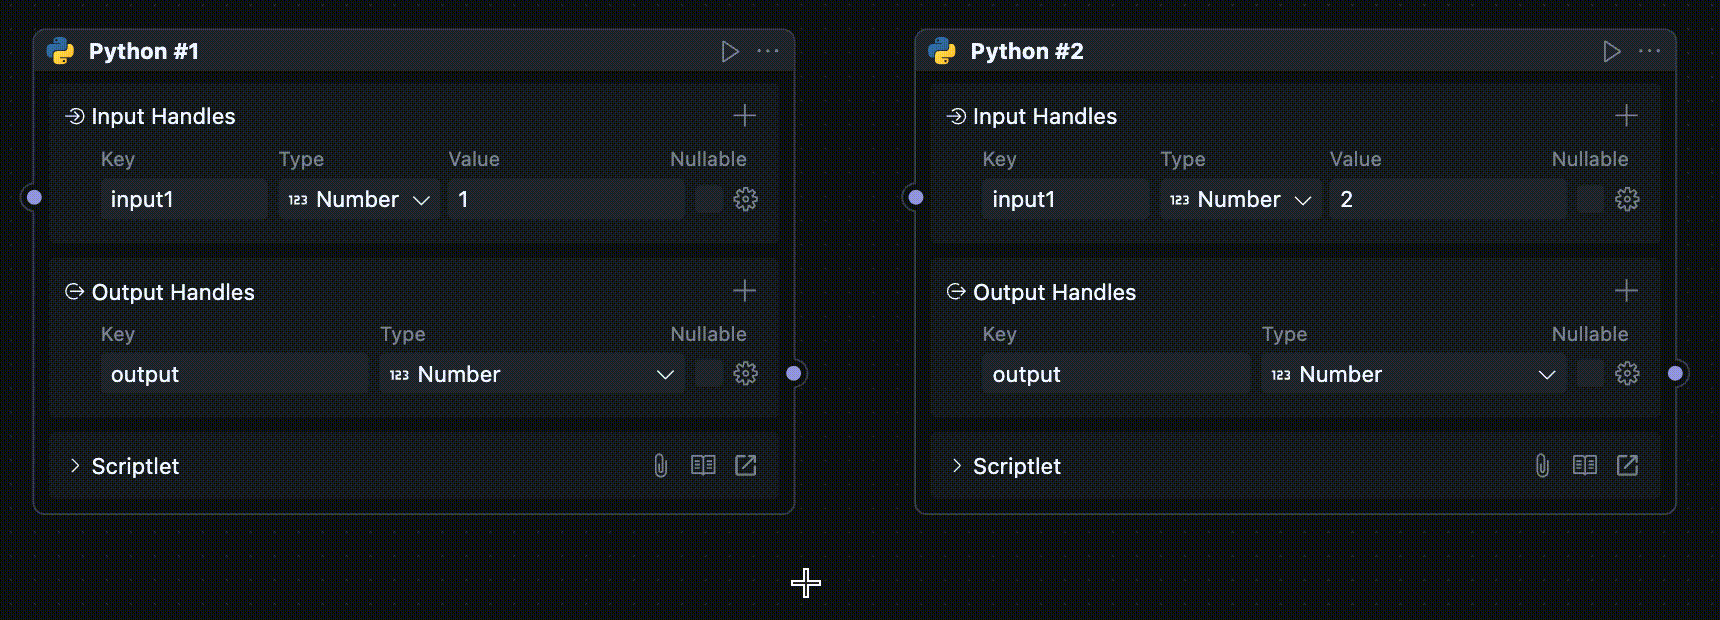 Python #1
Input Handles
Key Type Value Nullable
input1 123 Number 1
Output Handles
Key Type Nullable
output 123 Number
Scriptlet
Python #2
Input Handles
Key Type Value Nullable
input1 123 Number 2
Output Handles
Key Type Nullable
output 123 Number
Scriptlet